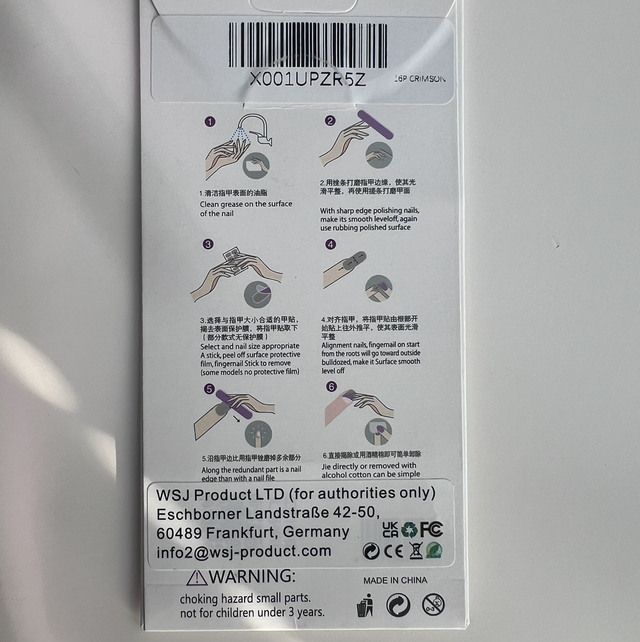 X001UPZR5Z
16P CRIMSON
1
2
1.清洁指甲表面的油脂
Clean grease on the surface
of the nail
2.用搓条打磨指甲边缘，使其光
滑平整，再使用搓条打磨甲面
With sharp edge polishing nails,
make its smooth leveloff, again
use rubbing polished surface
3
4
3.选择与指甲大小合适的甲贴，
揭去表面保护膜，将指甲贴取下
（部分款式无保护膜）
Select and nail size appropriate
A stick, peel off surface protective
film, fingernail Stick to remove
(some models no protective film)
4.对齐指甲，将指甲贴由根部开
始贴上往外推平，使其表面光滑
平整
Alignment nails, fingernail on start
from the roots will go toward outside
bulldozed, make it Surface smooth
level off
5
6
5.沿指甲边比用指甲锉磨掉多余部分
Along the redundant part is a nail
edge than with a nail file
6.直接揭除或用酒精棉即可简单卸除
Jie directly or removed with
alcohol cotton can be simple
WSJ Product LTD (for authorities only)
Eschborner Landstraße 42-50,
60489 Frankfurt, Germany
info2@wsj-product.com
UK
CA
FC
CE
WARNING:
choking hazard small parts.
not for children under 3 years.
MADE IN CHINA
0-3